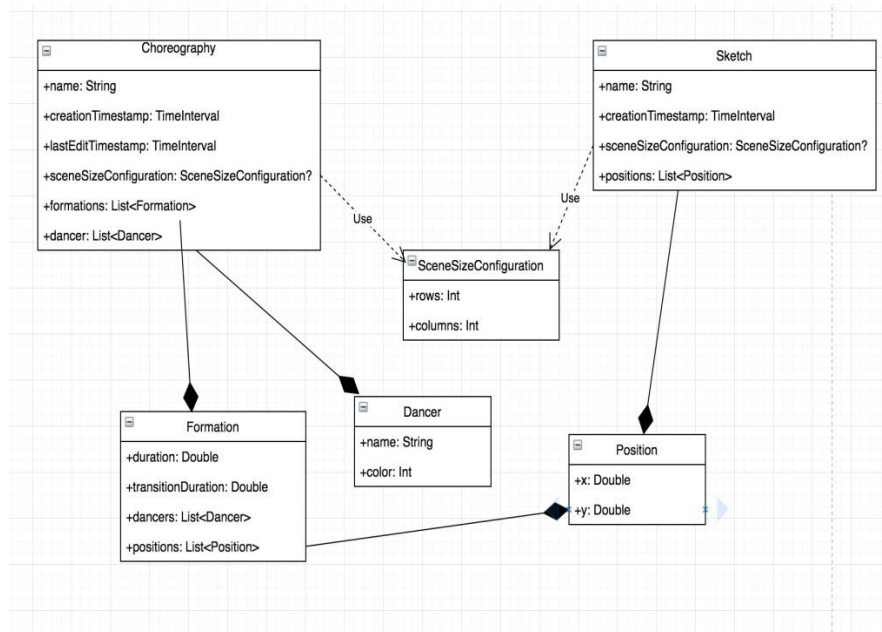 Choreography
+name: String
+creationTimestamp: TimeInterval
+lastEditTimestamp: TimeInterval
+sceneSizeConfiguration: SceneSizeConfiguration?
+formations: List<Formation>
+dancer: List<Dancer>
Sketch
+name: String
+creationTimestamp: TimeInterval
+sceneSizeConfiguration: SceneSizeConfiguration?
+positions: List<Position>
Use
Use
SceneSizeConfiguration
+rows: Int
+columns: Int
Formation
+duration: Double
+transitionDuration: Double
+dancers: List<Dancer>
+positions: List<Position>
Dancer
+name: String
+color: Int
Position
+x: Double
+y: Double